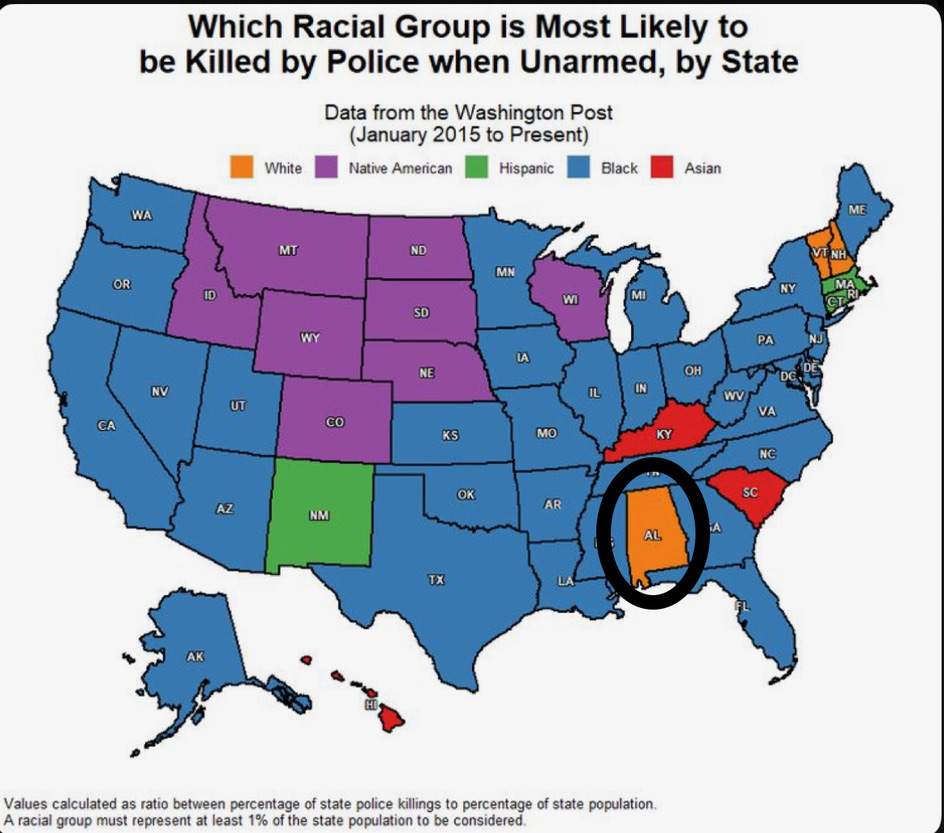 Which Racial Group is Most Likely to
be Killed by Police when Unarmed, by State
Data from the Washington Post
(January 2015 to Present)
White Native American Hispanic Black Asian
WA
ME
MT
ND
VT
NH
OR
MN
ID
SD
WI
MI
NY
MA
RI
CT
WY
NE
IA
PA
NJ
NV
UT
CO
IL
IN
OH
DC
DE
WV
CA
KS
MO
KY
VA
NC
AZ
NM
OK
AR
SC
AL
TX
LA
FL
AK
HI
Values calculated as ratio between percentage of state police killings to percentage of state population.
A racial group must represent at least 1% of the state population to be considered.